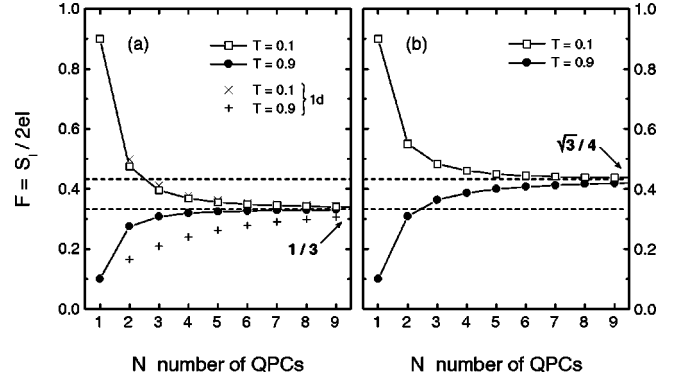 F = S_I / 2eI
1.0
0.8
0.6
0.4
0.2
0.0
(a)
T = 0.1
T = 0.9
× T = 0.1
+ T = 0.9
} 1d
1 / 3
1 2 3 4 5 6 7 8 9
N number of QPCs
(b)
T = 0.1
T = 0.9
√3 / 4
1 2 3 4 5 6 7 8 9
N number of QPCs
1.0
0.8
0.6
0.4
0.2
0.0